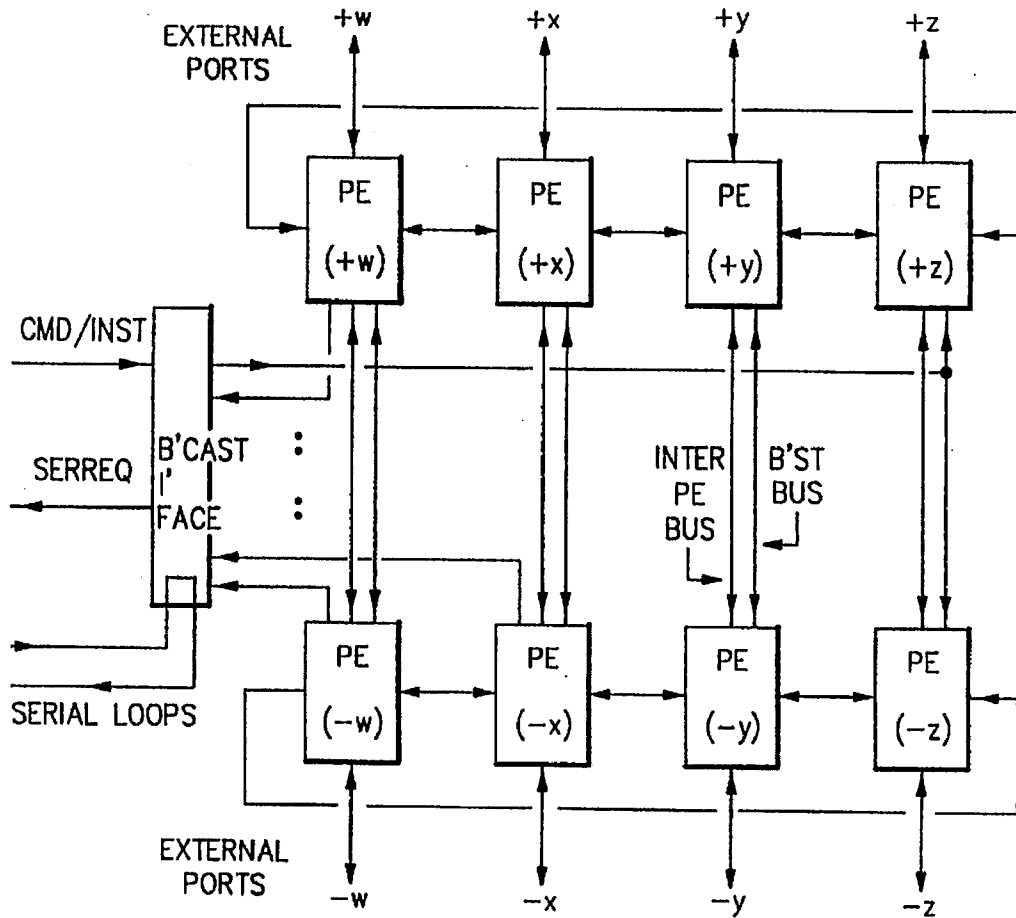 +w +x +y +z
EXTERNAL
PORTS
PE PE PE PE
(+w) (+x) (+y) (+z)
CMD/INST
B'CAST
I'
FACE
SERREQ
INTER
PE
BUS
B'ST
BUS
PE PE PE PE
(−w) (−x) (−y) (−z)
SERIAL LOOPS
EXTERNAL
PORTS
−w −x −y −z